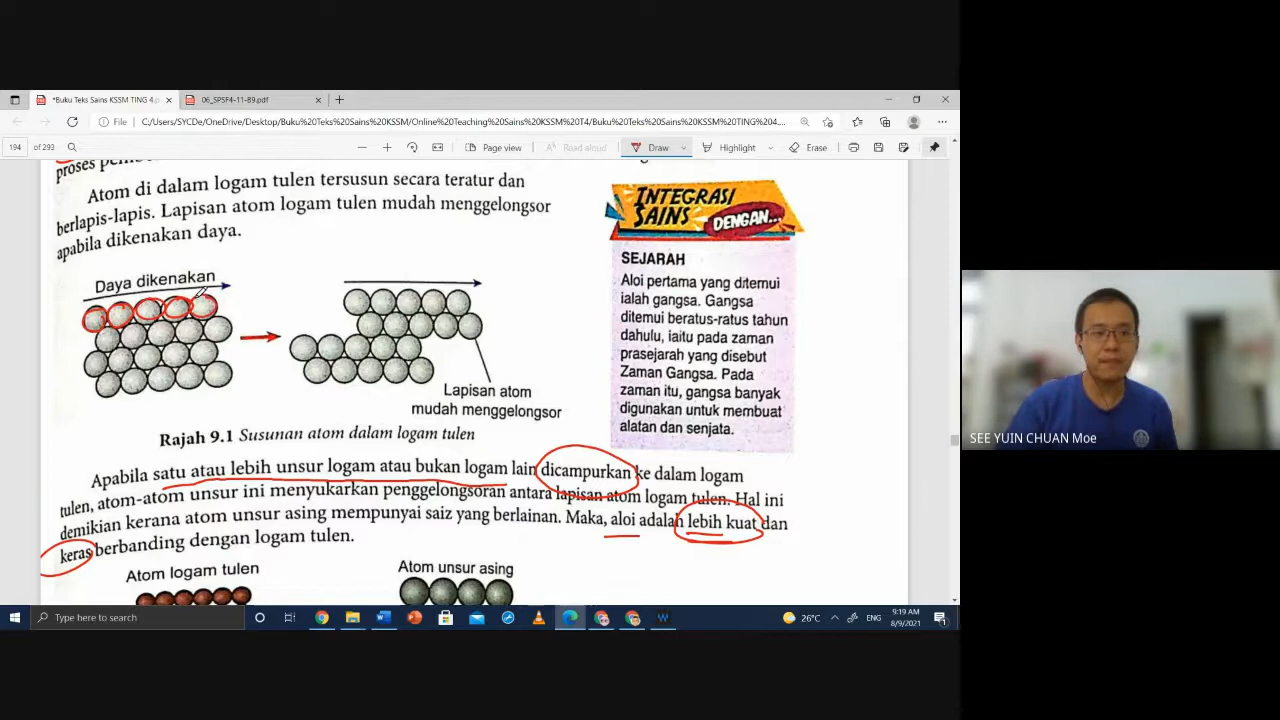 *Buku Teks Sains KSSM TING 4.p
06_SPSF4-11-B9.pdf
File
C:/Users/SYCDe/OneDrive/Desktop/Buku%20Teks%20Sains%20KSSM/Online%20Teaching%20Sains%20KSSM%20T4/Buku%20Teks%20Sains%20KSSM%20TING%204....
194 of 293
Page view
Read aloud
Draw
Highlight
Erase
proses
Atom di dalam logam tulen tersusun secara teratur dan
berlapis-lapis. Lapisan atom logam tulen mudah menggelongsor
apabila dikenakan daya.
Daya dikenakan
Lapisan atom
mudah menggelongsor
Rajah 9.1 Susunan atom dalam logam tulen
INTEGRASI
SAINS
DENGAN...
SEJARAH
Aloi pertama yang ditemui
ialah gangsa. Gangsa
ditemui beratus-ratus tahun
dahulu, iaitu pada zaman
prasejarah yang disebut
Zaman Gangsa. Pada
zaman itu, gangsa banyak
digunakan untuk membuat
alatan dan senjata.
Apabila satu atau lebih unsur logam atau bukan logam lain dicampurkan ke dalam logam
tulen, atom-atom unsur ini menyukarkan penggelongsoran antara lapisan atom logam tulen. Hal ini
demikian kerana atom unsur asing mempunyai saiz yang berlainan. Maka, aloi adalah lebih kuat dan
keras berbanding dengan logam tulen.
Atom logam tulen
Atom unsur asing
SEE YUIN CHUAN Moe
Type here to search
26°C
ENG
9:19 AM
8/9/2021